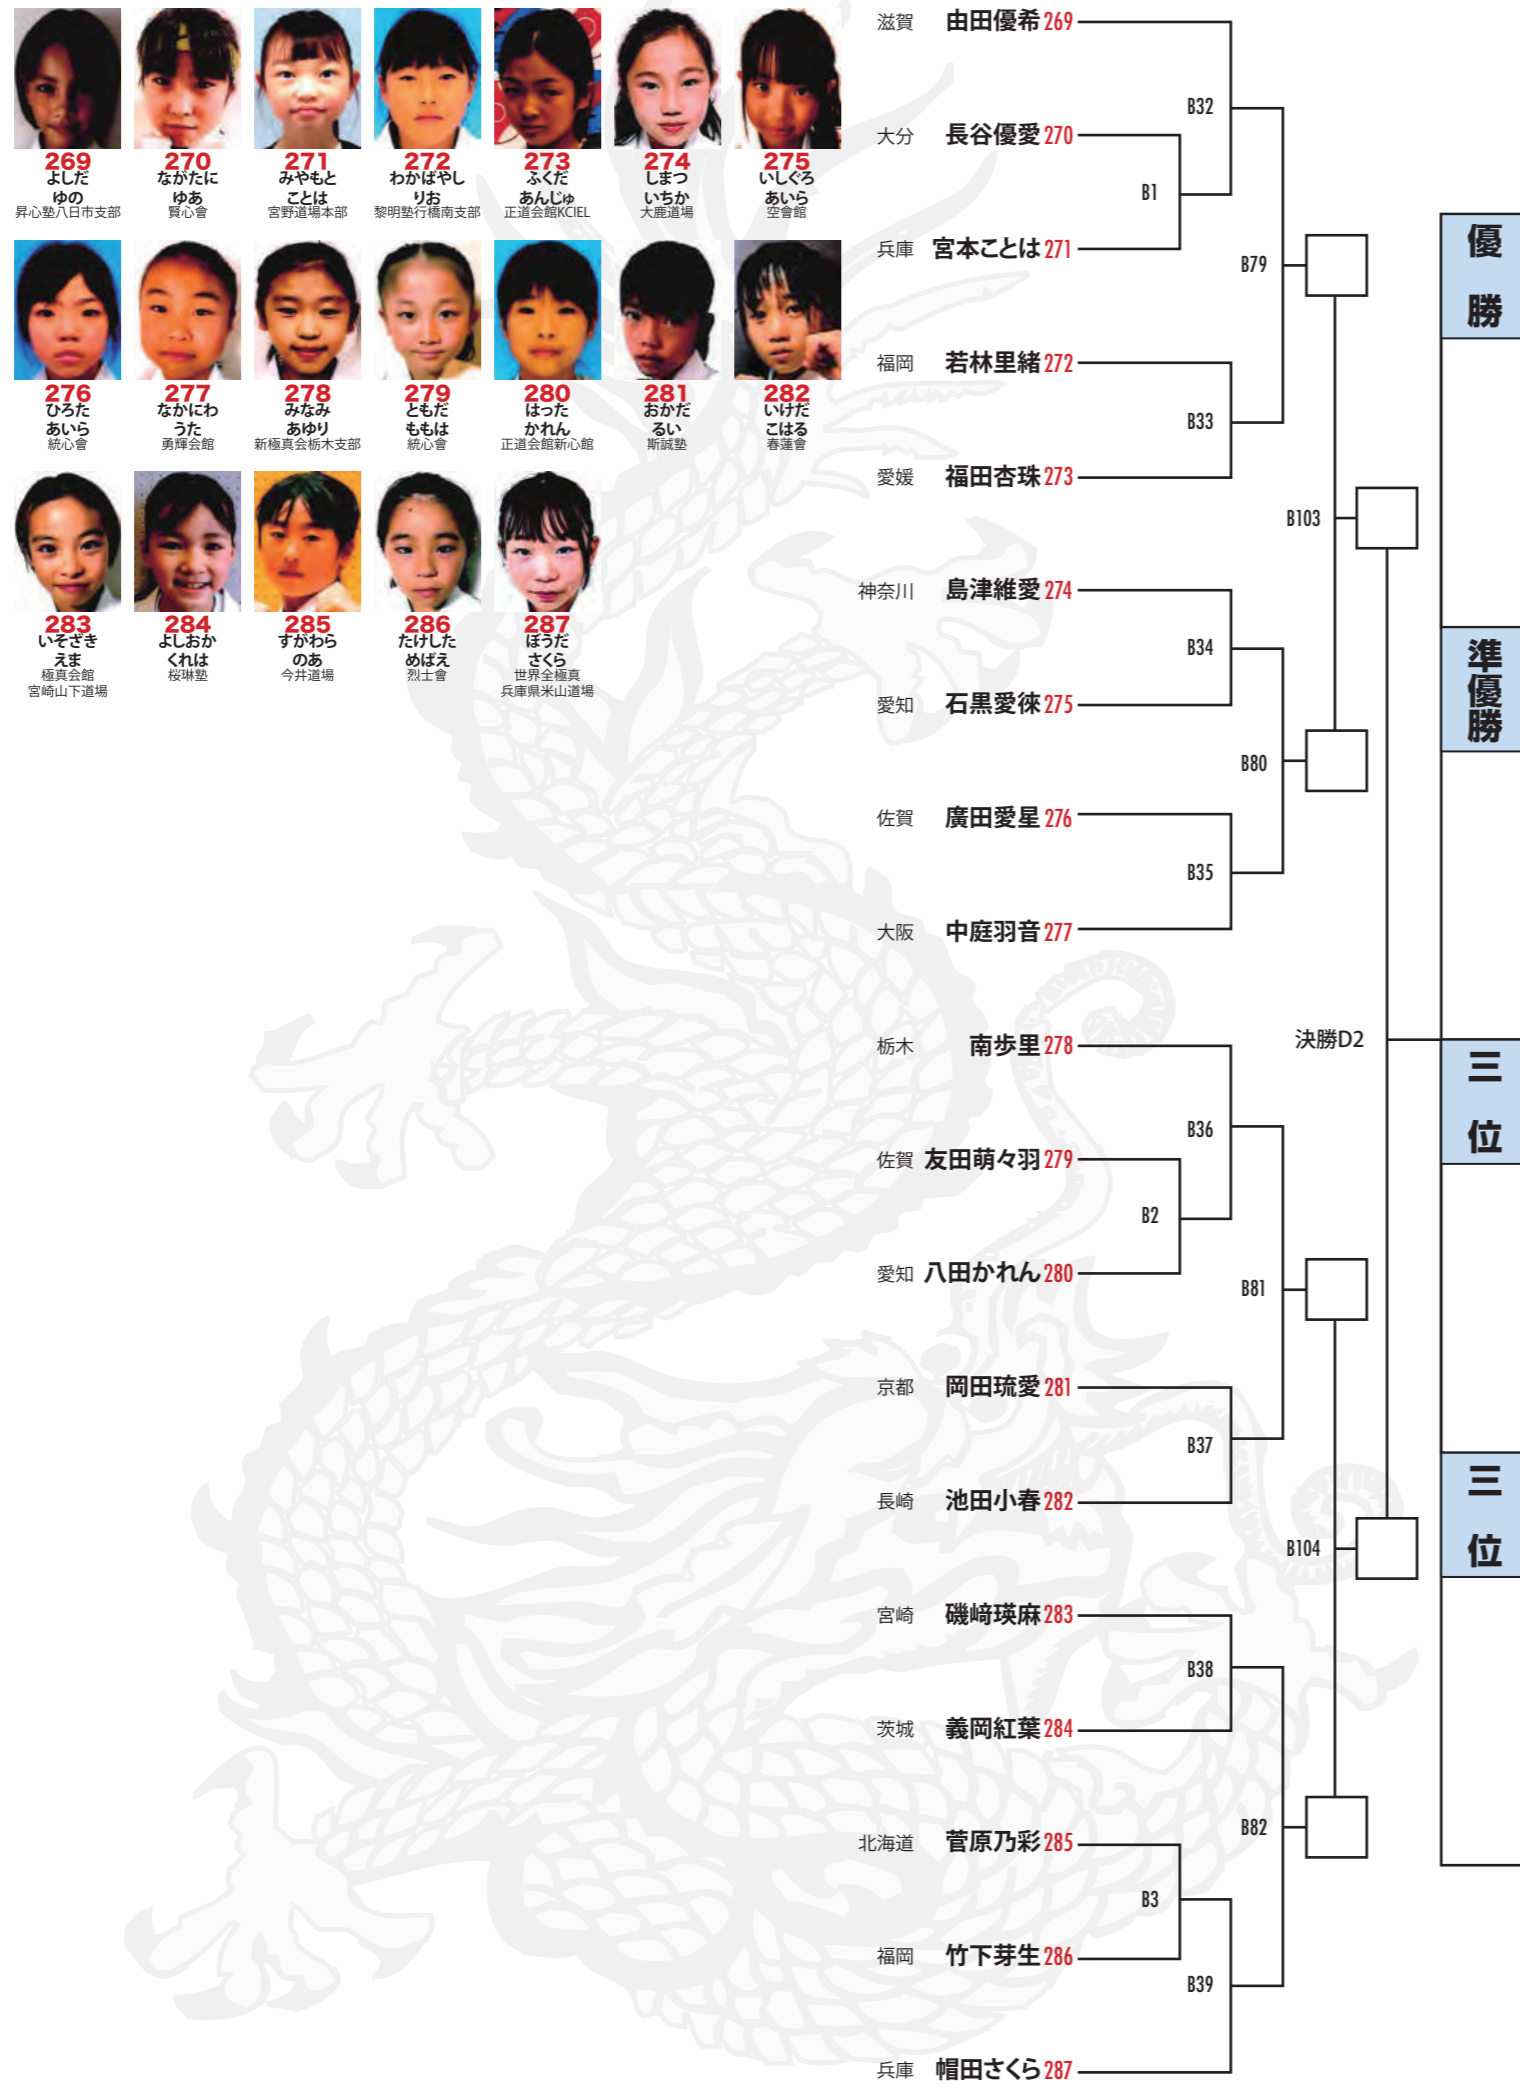 269
よしだ
ゆの
昇心塾八日市支部
270
ながたに
ゆあ
賢心會
271
みやもと
ことは
宮野道場本部
272
わかばやし
りお
黎明塾行橋南支部
273
ふくだ
あんじゅ
正道会館KCIEL
274
しまつ
いちか
大鹿道場
275
いしぐろ
あいら
空會館
276
ひろた
あいら
統心會
277
なかにわ
うた
勇輝会館
278
みなみ
あゆり
新極真会栃木支部
279
ともだ
ももは
統心會
280
はった
かれん
正道会館新心館
281
おかだ
るい
斯誠塾
282
いけだ
こはる
春蓮會
283
いそざき
えま
極真会館
宮崎山下道場
284
よしおか
くれは
桜琳塾
285
すがわら
のあ
今井道場
286
たけした
めばえ
烈士會
287
ぼうだ
さくら
世界全極真
兵庫県米山道場
滋賀 由田優希 269
B32
大分 長谷優愛 270
B1
兵庫 宮本ことは 271
B79
福岡 若林里緒 272
B33
愛媛 福田杏珠 273
B103
神奈川 島津維愛 274
B34
愛知 石黒愛徠 275
B80
佐賀 廣田愛星 276
B35
大阪 中庭羽音 277
決勝D2
栃木 南歩里 278
B36
佐賀 友田萌々羽 279
B2
愛知 八田かれん 280
B81
京都 岡田琉愛 281
B37
長崎 池田小春 282
B104
宮崎 磯﨑瑛麻 283
B38
茨城 義岡紅葉 284
B82
北海道 菅原乃彩 285
B3
福岡 竹下芽生 286
B39
兵庫 帽田さくら 287
優勝
準優勝
三位
三位